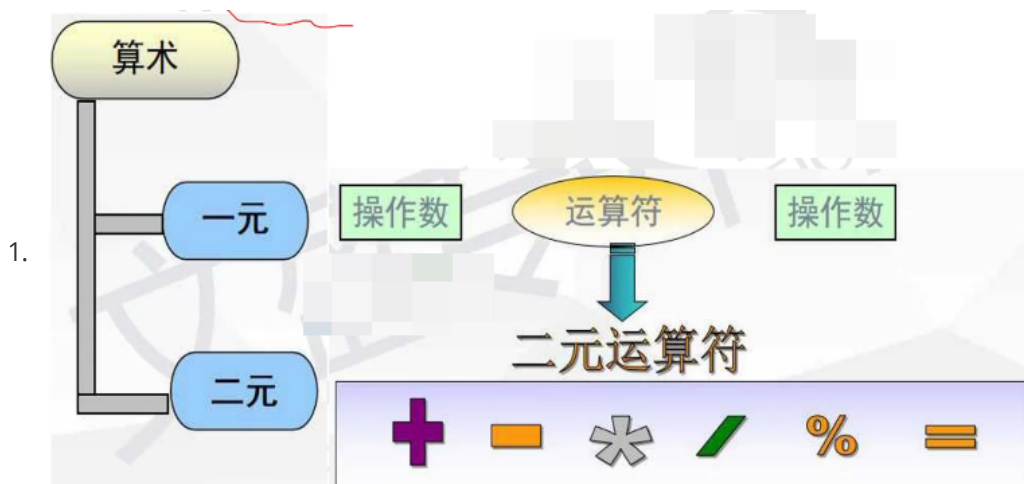 算术
一元
操作数 运算符 操作数
1.
二元运算符
二元
+ - * / % =